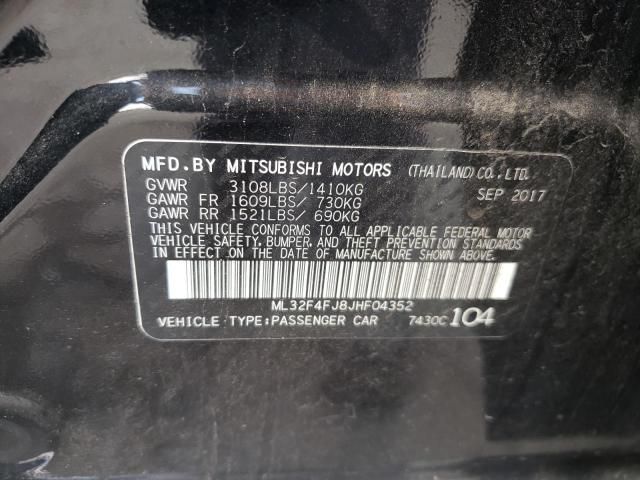 MFD. BY MITSUBISHI MOTORS (THAILAND) CO., LTD.
GVWR 3108LBS/1410KG SEP 2017
GAWR FR 1609LBS/ 730KG
GAWR RR 1521LBS/ 690KG
THIS VEHICLE CONFORMS TO ALL APPLICABLE FEDERAL MOTOR
VEHICLE SAFETY, BUMPER, AND THEFT PREVENTION STANDARDS
IN EFFECT ON THE DATE OF MANUFACTURE SHOWN ABOVE.
ML32F4FJ8JHF04352
VEHICLE TYPE:PASSENGER CAR 7430C 104